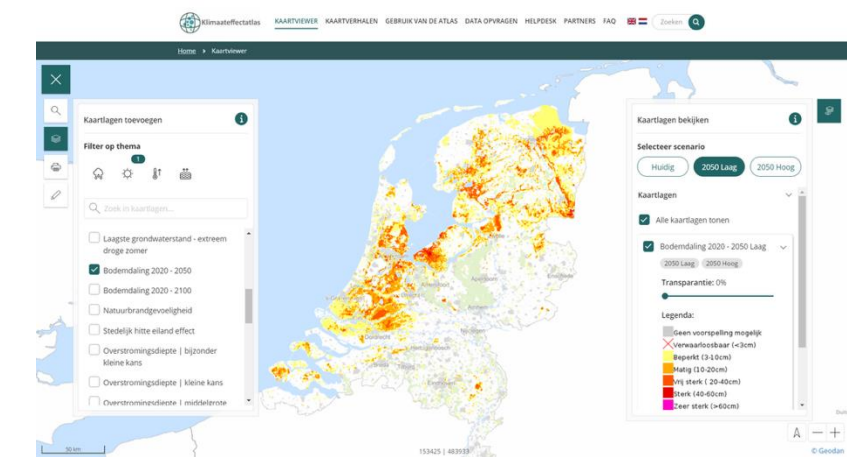 Klimaateffectatlas
KAARTVIEWER KAARTVERHALEN GEBRUIK VAN DE ATLAS DATA OPVRAGEN HELPDESK PARTNERS FAQ
Zoeken
Home > Kaartviewer
Kaartlagen toevoegen
Filter op thema
1
Zoek in kaartlagen...
Laagste grondwaterstand - extreem
droge zomer
Bodemdaling 2020 - 2050
Bodemdaling 2020 - 2100
Natuurbrandgevoeligheid
Stedelijk hitte eiland effect
Overstromingsdiepte | bijzonder
kleine kans
Overstromingsdiepte | kleine kans
Overstromingsdiepte | middelgrote
Kaartlagen bekijken
Selecteer scenario
Huidig 2050 Laag 2050 Hoog
Kaartlagen
Alle kaartlagen tonen
Bodemdaling 2020 - 2050 Laag
2050 Laag 2050 Hoog
Transparantie: 0%
Legenda:
Geen voorspelling mogelijk
Verwaarloosbaar (<3cm)
Beperkt (3-10cm)
Matig (10-20cm)
Vrij sterk ( 20-40cm)
Sterk (40-60cm)
Zeer sterk (>60cm)
Apeldoorn
Enschede
Dordrecht
Tilburg
Eindhoven
50 km
153425 | 483933
© Geodan